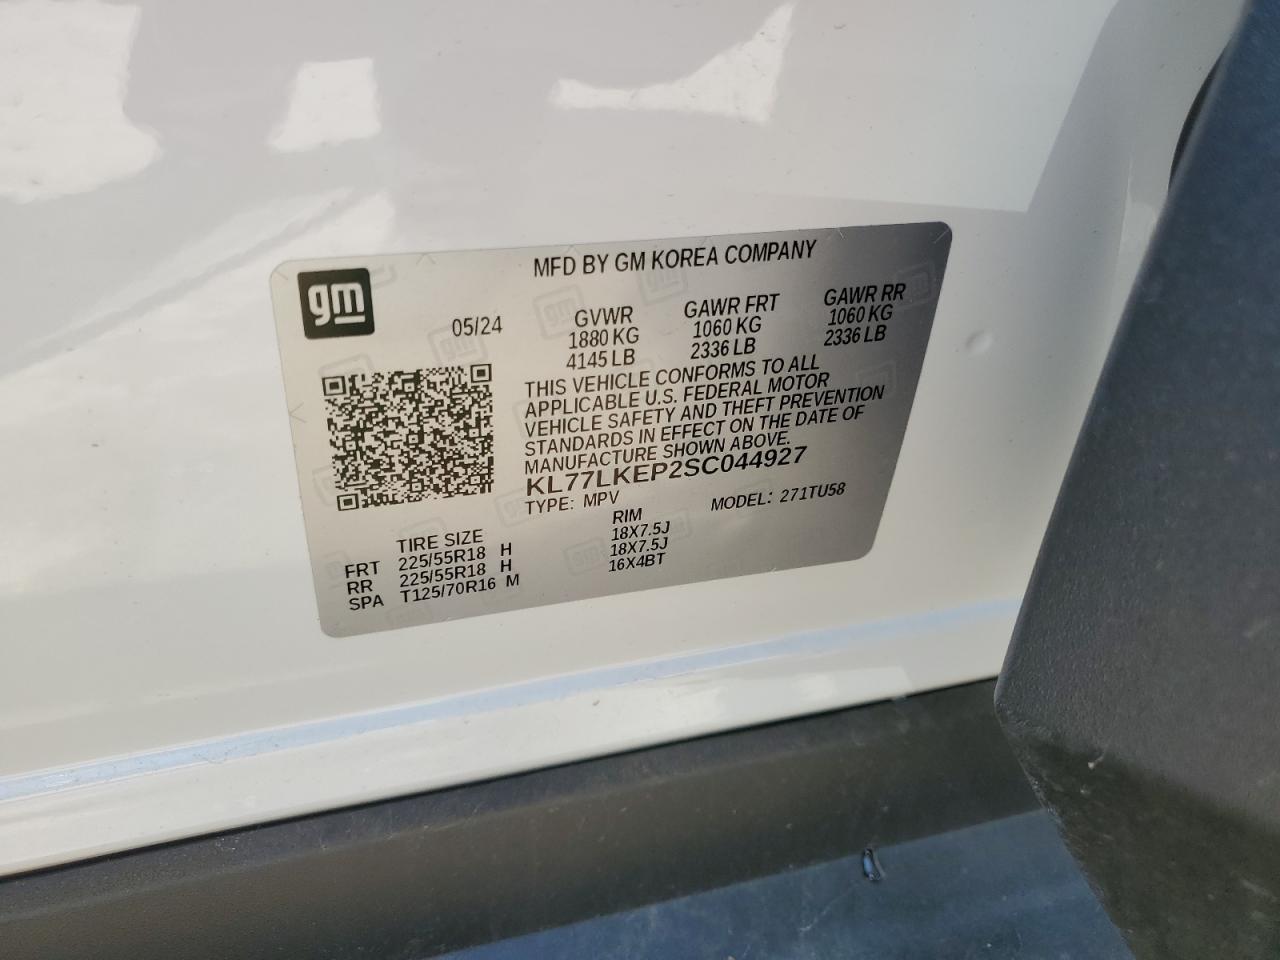 gm
MFD BY GM KOREA COMPANY
05/24
GVWR
1880 KG
4145 LB
GAWR FRT
1060 KG
2336 LB
GAWR RR
1060 KG
2336 LB
THIS VEHICLE CONFORMS TO ALL
APPLICABLE U.S. FEDERAL MOTOR
VEHICLE SAFETY AND THEFT PREVENTION
STANDARDS IN EFFECT ON THE DATE OF
MANUFACTURE SHOWN ABOVE.
KL77LKEP2SC044927
TYPE: MPV MODEL: 271TU58
TIRE SIZE RIM
FRT 225/55R18 H 18X7.5J
RR 225/55R18 H 18X7.5J
SPA T125/70R16 M 16X4BT